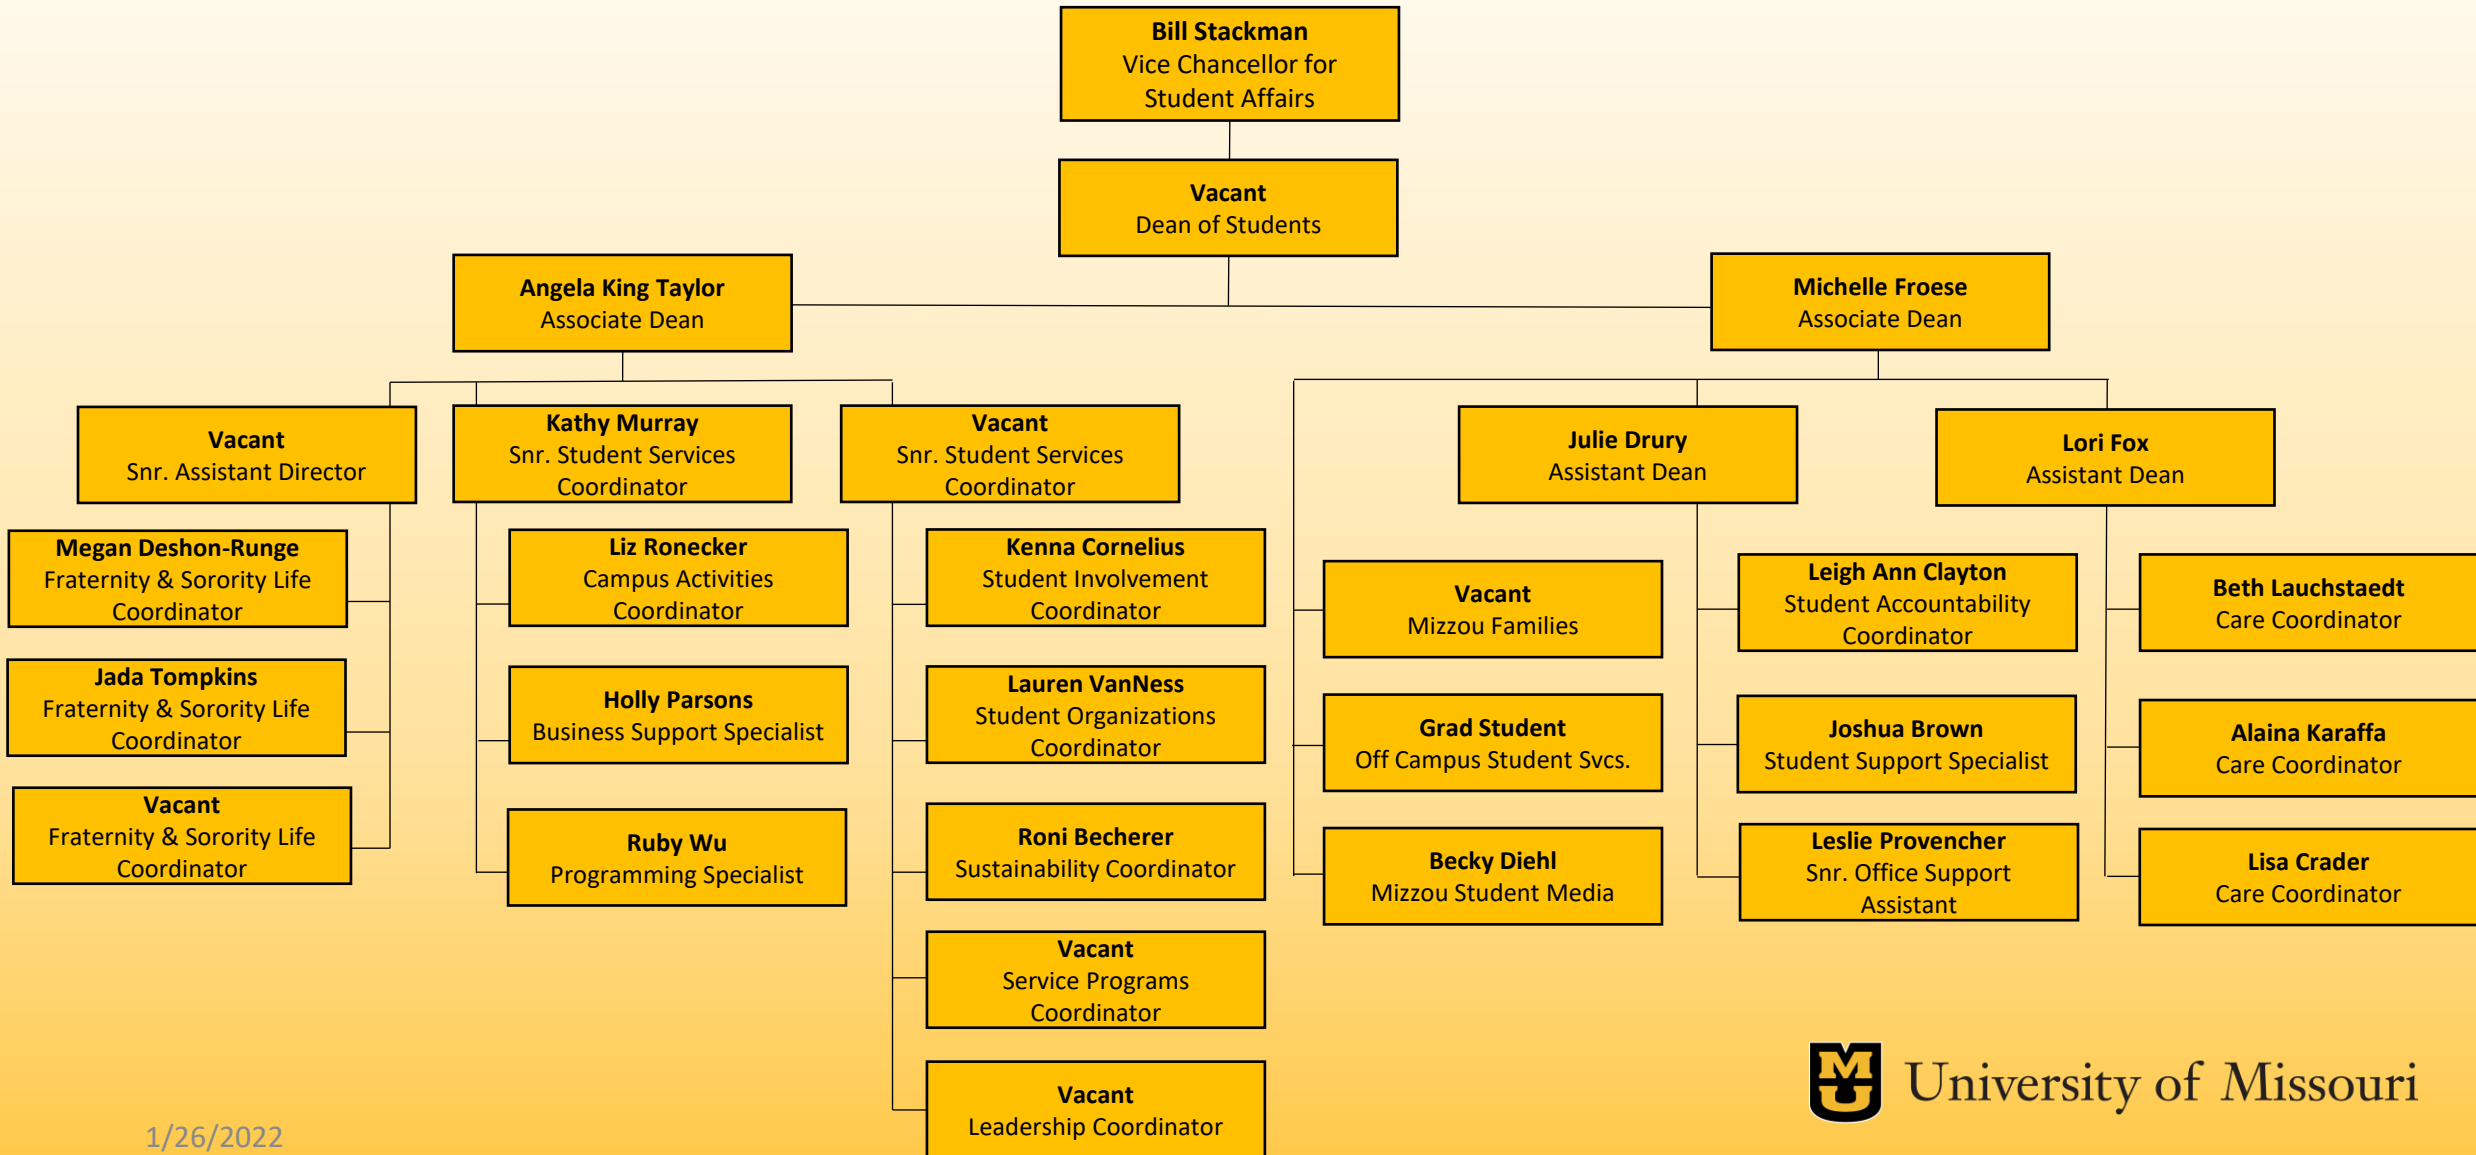 Bill Stackman
Vice Chancellor for
Student Affairs
Vacant
Dean of Students
Angela King Taylor
Associate Dean
Michelle Froese
Associate Dean
Vacant
Snr. Assistant Director
Kathy Murray
Snr. Student Services
Coordinator
Vacant
Snr. Student Services
Coordinator
Julie Drury
Assistant Dean
Lori Fox
Assistant Dean
Megan Deshon-Runge
Fraternity & Sorority Life
Coordinator
Jada Tompkins
Fraternity & Sorority Life
Coordinator
Vacant
Fraternity & Sorority Life
Coordinator
Liz Ronecker
Campus Activities
Coordinator
Holly Parsons
Business Support Specialist
Ruby Wu
Programming Specialist
Kenna Cornelius
Student Involvement
Coordinator
Lauren VanNess
Student Organizations
Coordinator
Roni Becherer
Sustainability Coordinator
Vacant
Service Programs
Coordinator
Vacant
Leadership Coordinator
Vacant
Mizzou Families
Grad Student
Off Campus Student Svcs.
Becky Diehl
Mizzou Student Media
Leigh Ann Clayton
Student Accountability
Coordinator
Joshua Brown
Student Support Specialist
Leslie Provencher
Snr. Office Support
Assistant
Beth Lauchstaedt
Care Coordinator
Alaina Karaffa
Care Coordinator
Lisa Crader
Care Coordinator
MU
University of Missouri
1/26/2022